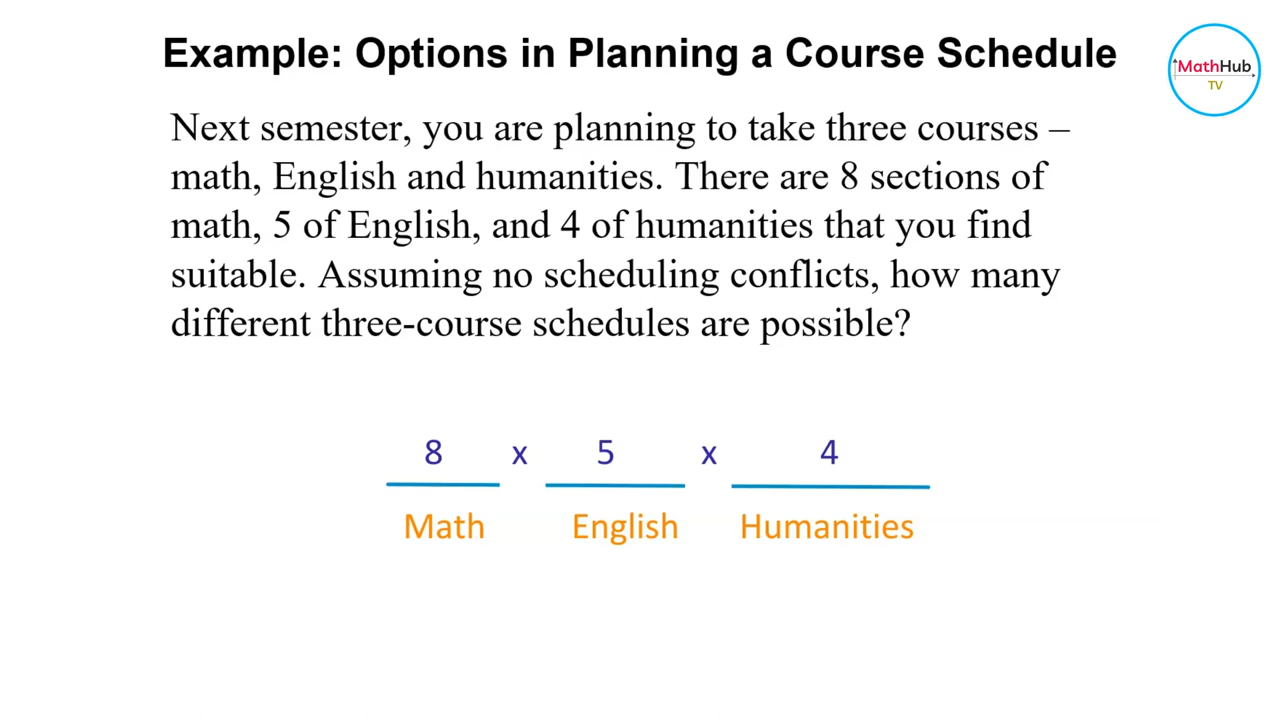 Example: Options in Planning a Course Schedule
MathHub
TV
Next semester, you are planning to take three courses –
math, English and humanities. There are 8 sections of
math, 5 of English, and 4 of humanities that you find
suitable. Assuming no scheduling conflicts, how many
different three-course schedules are possible?
8 x 5 x 4
Math English Humanities